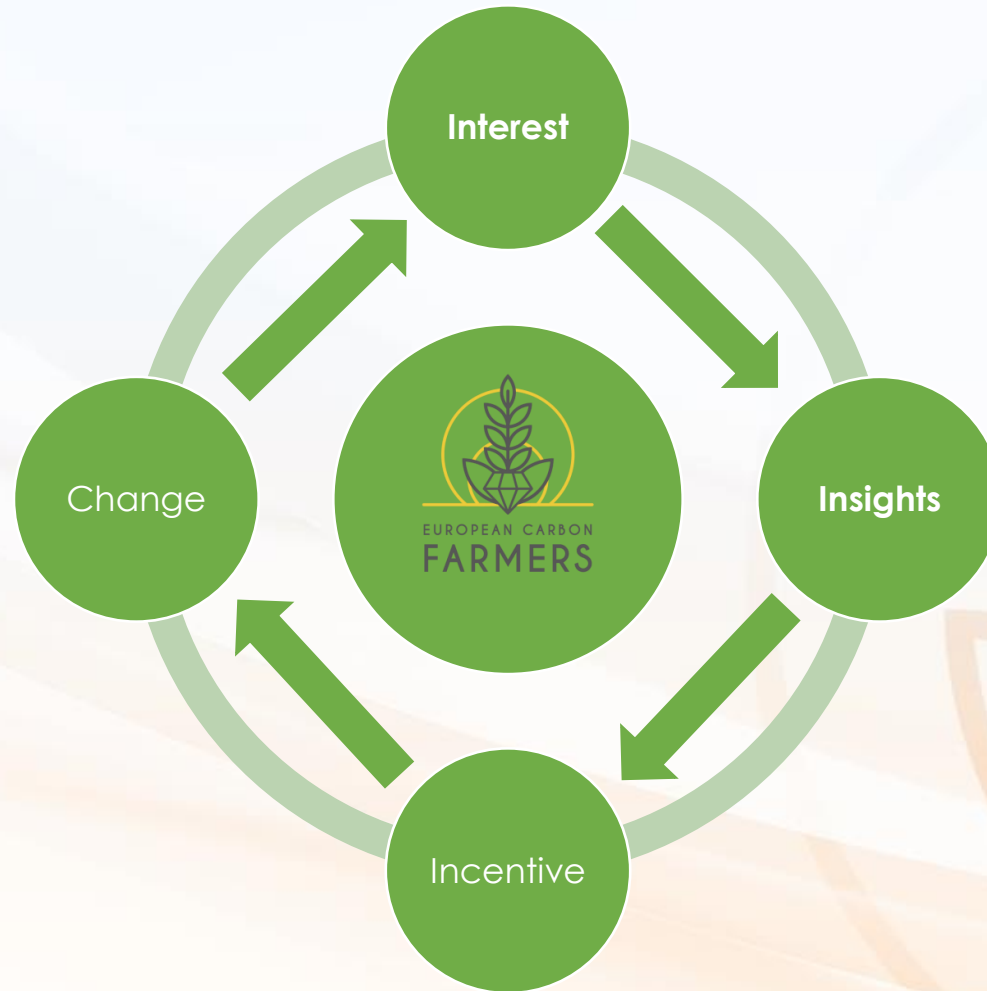 Interest
Change
EUROPEAN CARBON
FARMERS
Insights
Incentive